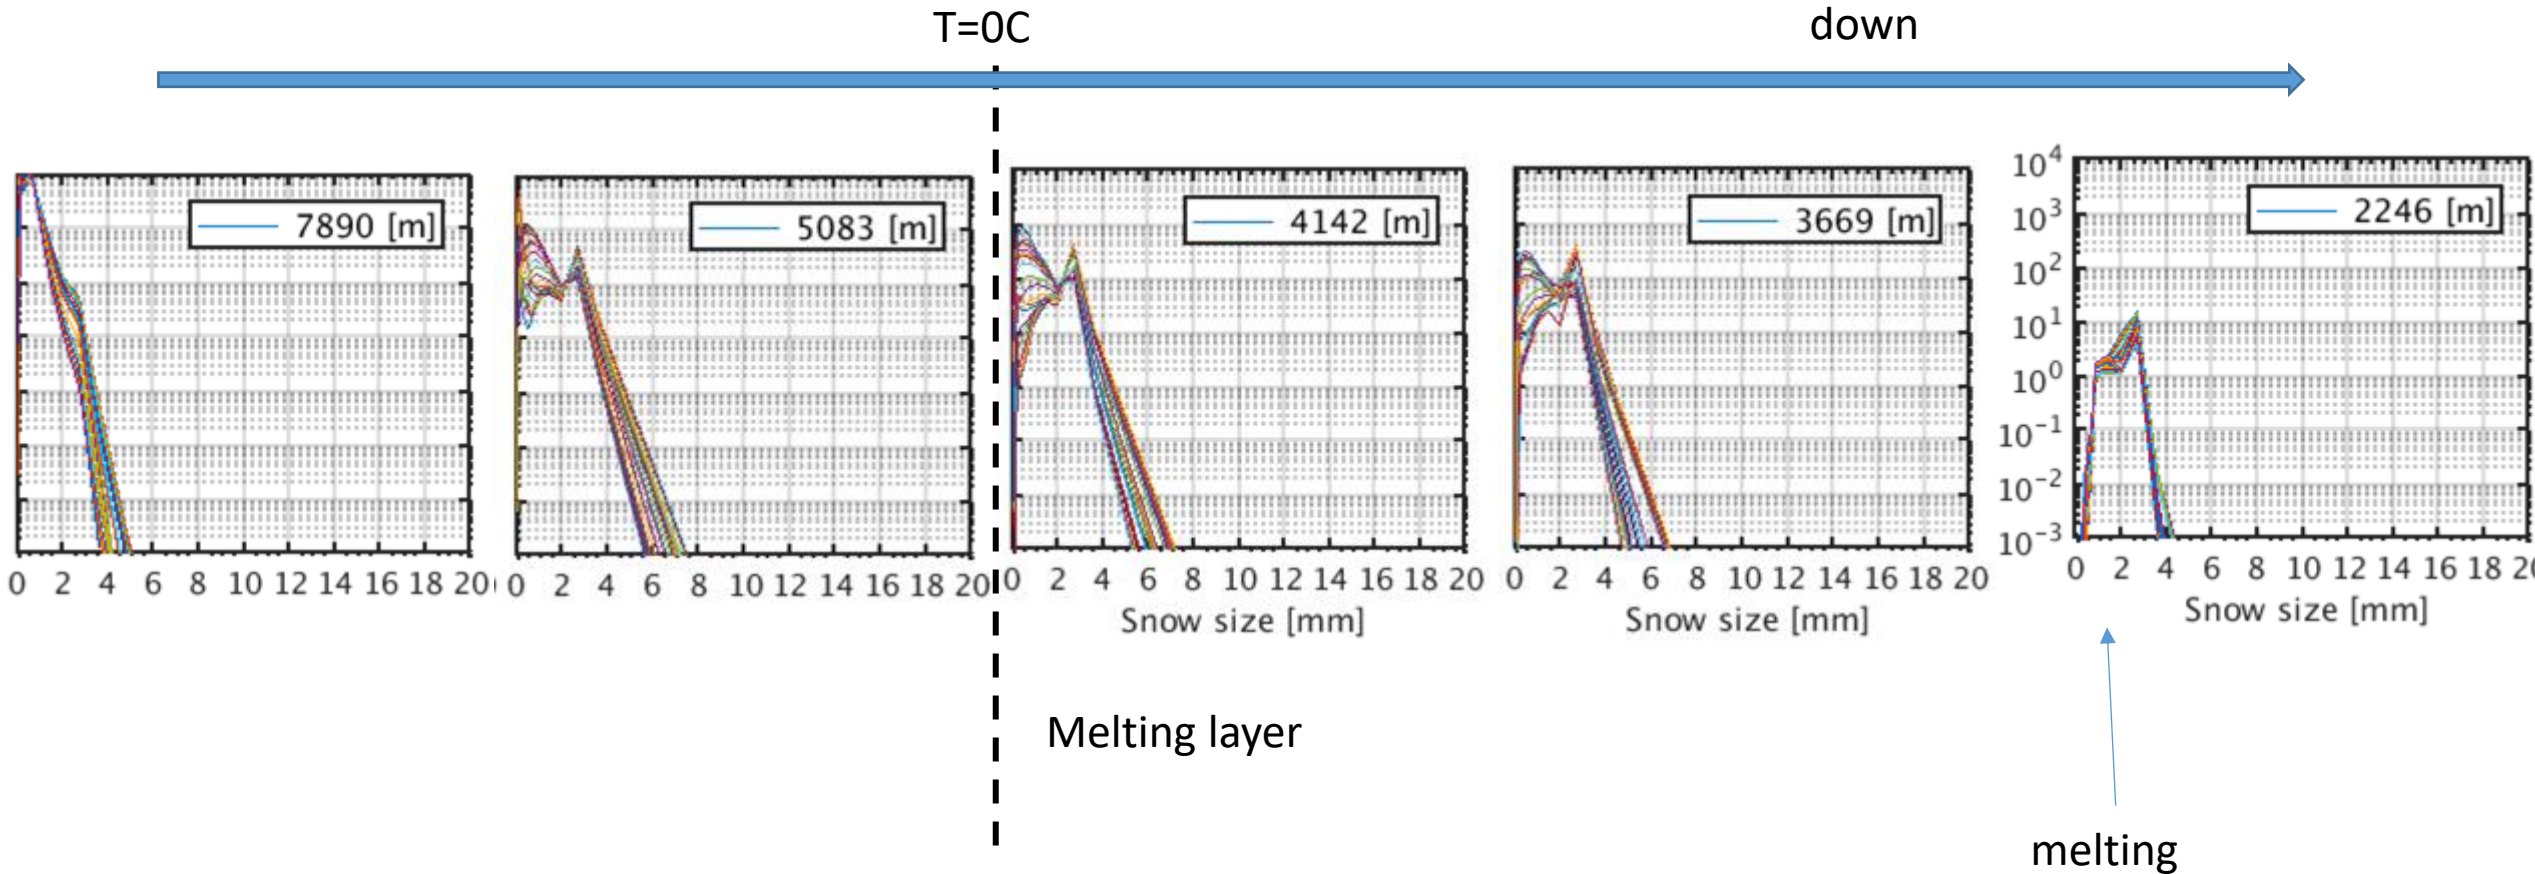 T=0C
down
7890 [m]
5083 [m]
4142 [m]
3669 [m]
2246 [m]
10^4
10^3
10^2
10^1
10^0
10^-1
10^-2
10^-3
0 2 4 6 8 10 12 14 16 18 20
0 2 4 6 8 10 12 14 16 18 20
0 2 4 6 8 10 12 14 16 18 20
0 2 4 6 8 10 12 14 16 18 20
0 2 4 6 8 10 12 14 16 18
Snow size [mm]
Snow size [mm]
Snow size [mm]
Melting layer
melting